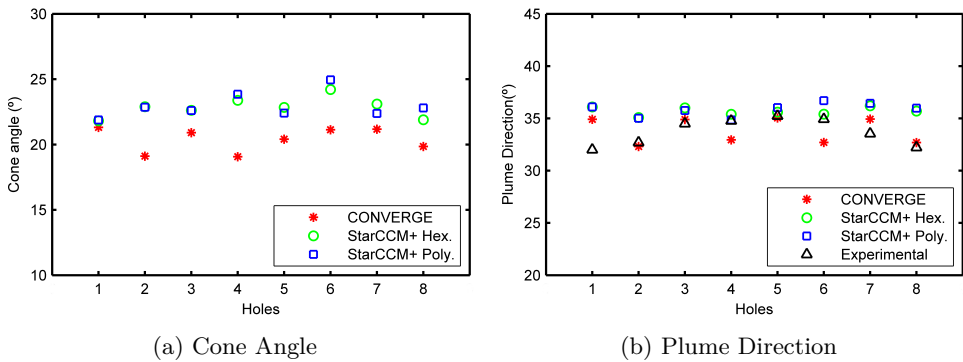 30
25
20
15
10
Cone angle (º)
1 2 3 4 5 6 7 8
Holes
CONVERGE
StarCCM+ Hex.
StarCCM+ Poly.
(a) Cone Angle
45
40
35
30
25
20
Plume Direction(º)
1 2 3 4 5 6 7 8
Holes
CONVERGE
StarCCM+ Hex.
StarCCM+ Poly.
Experimental
(b) Plume Direction